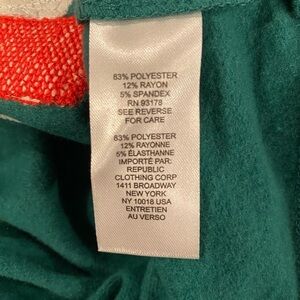 83% POLYESTER
12% RAYON
5% SPANDEX
RN 93178
SEE REVERSE
FOR CARE
83% POLYESTER
12% RAYONNE
5% ÉLASTHANNE
IMPORTÉ PAR:
REPUBLIC
CLOTHING CORP
1411 BROADWAY
NEW YORK
NY 10018 USA
ENTRETIEN
AU VERSO